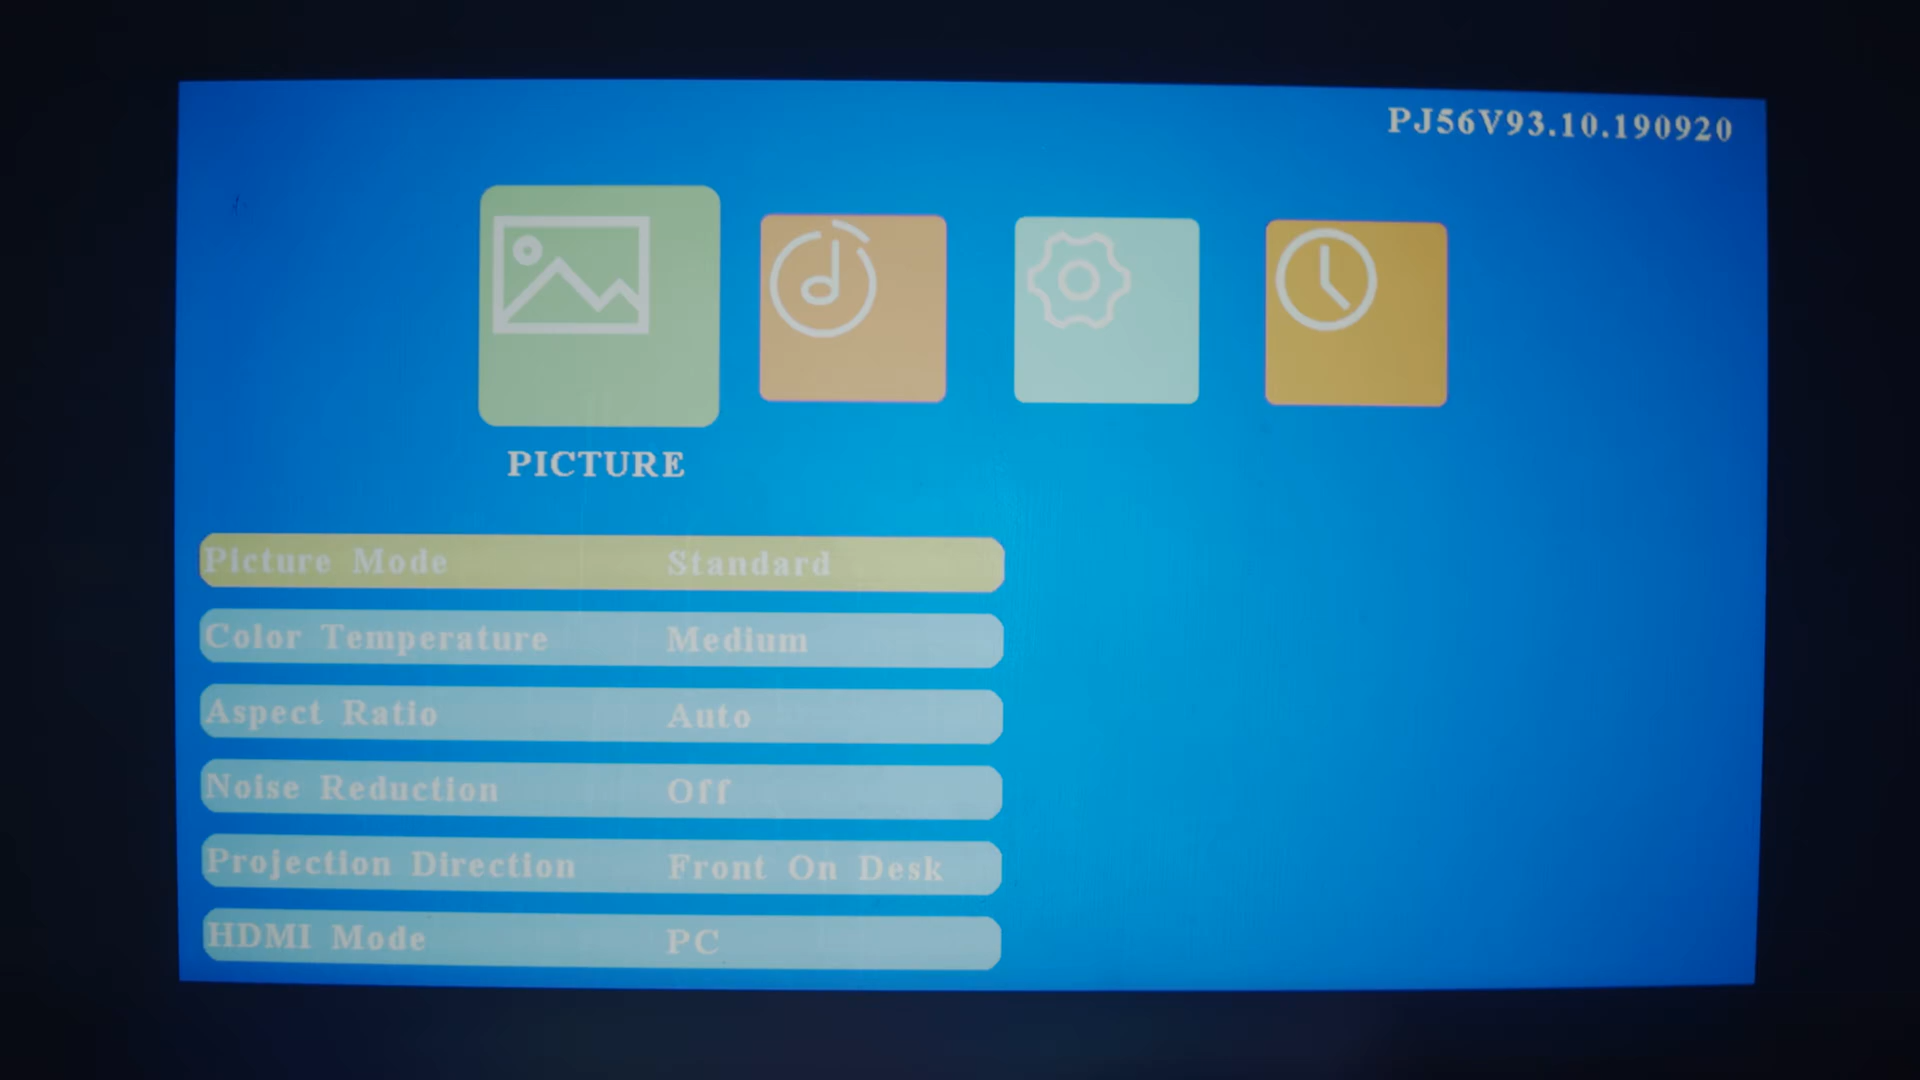 PJ56V93.10.190920
PICTURE
Picture Mode Standard
Color Temperature Medium
Aspect Ratio Auto
Noise Reduction Off
Projection Direction Front On Desk
HDMI Mode PC